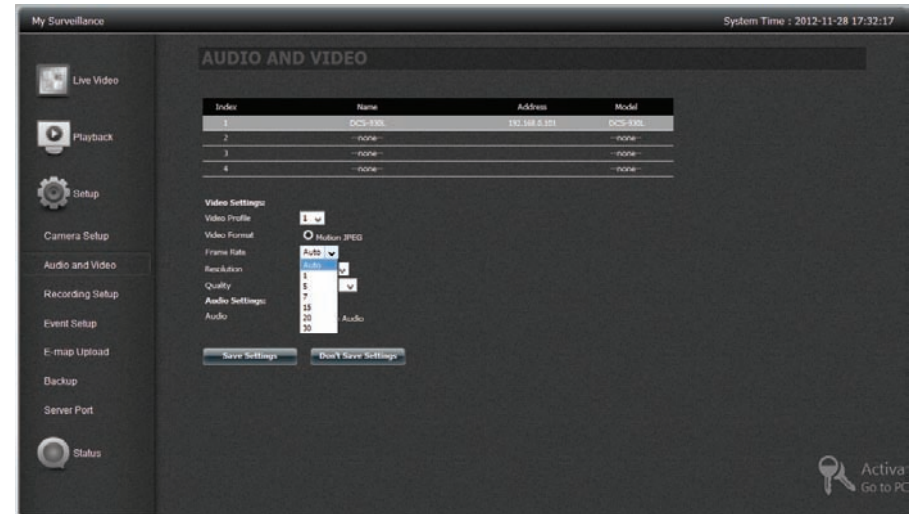 My Surveillance
System Time : 2012-11-28 17:32:17
AUDIO AND VIDEO
Live Video
Playback
Setup
Camera Setup
Audio and Video
Recording Setup
Event Setup
E-map Upload
Backup
Server Port
Status
Index Name Address Model
1 DCS-930L 192.168.0.101 DCS-930L
2 --none-- --none--
3 --none-- --none--
4 --none-- --none--
Video Settings:
Video Profile 1
Video Format Motion JPEG
Frame Rate Auto
Auto
1
5
7
15
20
30
Resolution
Quality
Audio Settings:
Audio Audio
Save Settings Don't Save Settings
Activa
Go to PC